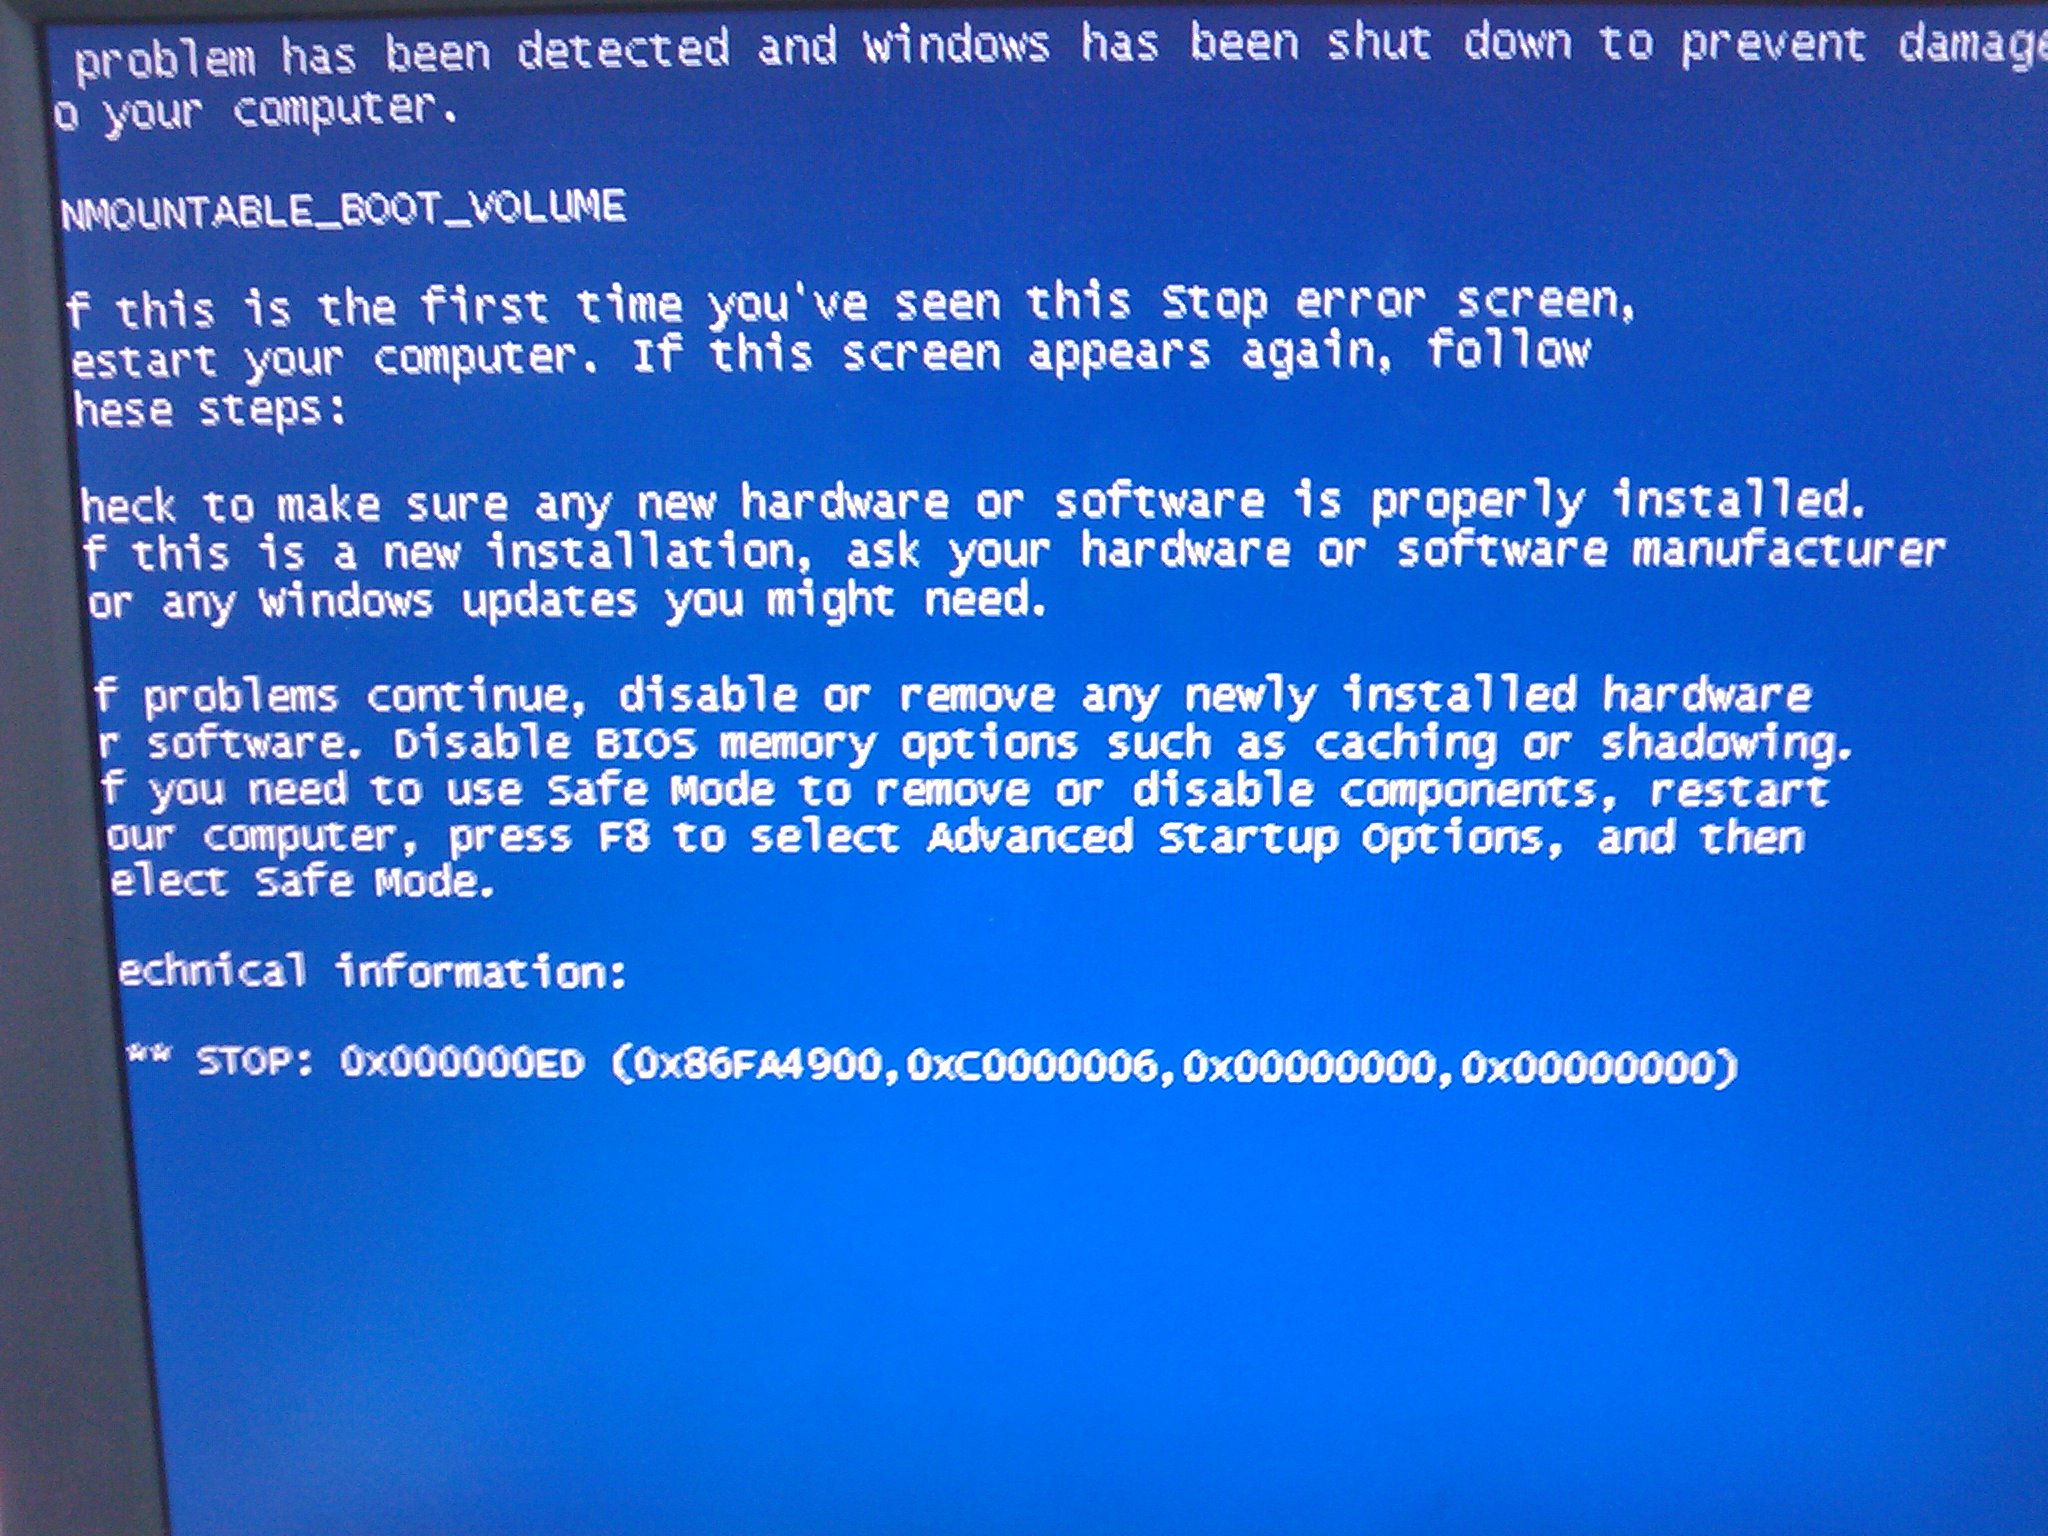 problem has been detected and windows has been shut down to prevent damage
o your computer.
NMOUNTABLE_BOOT_VOLUME
f this is the first time you've seen this Stop error screen,
estart your computer. If this screen appears again, follow
hese steps:
heck to make sure any new hardware or software is properly installed.
f this is a new installation, ask your hardware or software manufacturer
or any windows updates you might need.
f problems continue, disable or remove any newly installed hardware
r software. Disable BIOS memory options such as caching or shadowing.
f you need to use Safe Mode to remove or disable components, restart
our computer, press F8 to select Advanced Startup Options, and then
elect Safe Mode.
echnical information:
** STOP: 0x000000ED (0x86FA4900,0xC0000006,0x00000000,0x00000000)